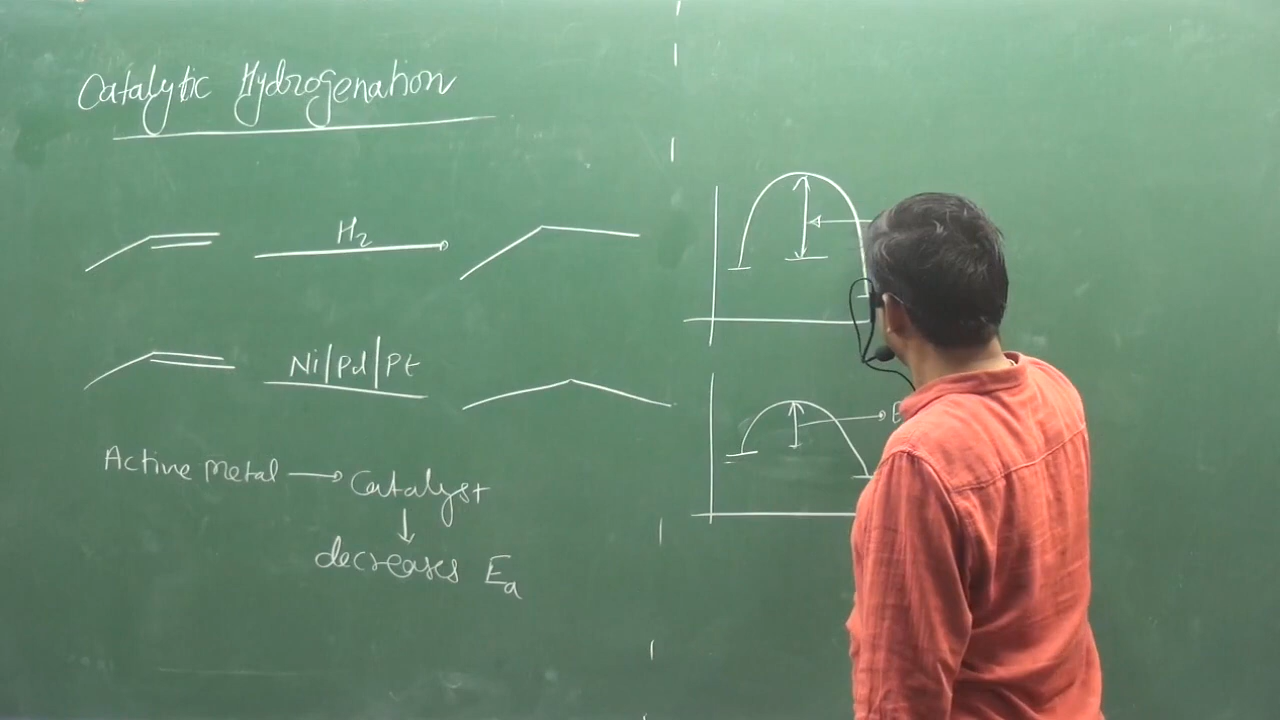 Catalytic Hydrogenation
H2
Ni/Pd/Pt
Active Metal → Catalyst
↓
decreases Ea
E